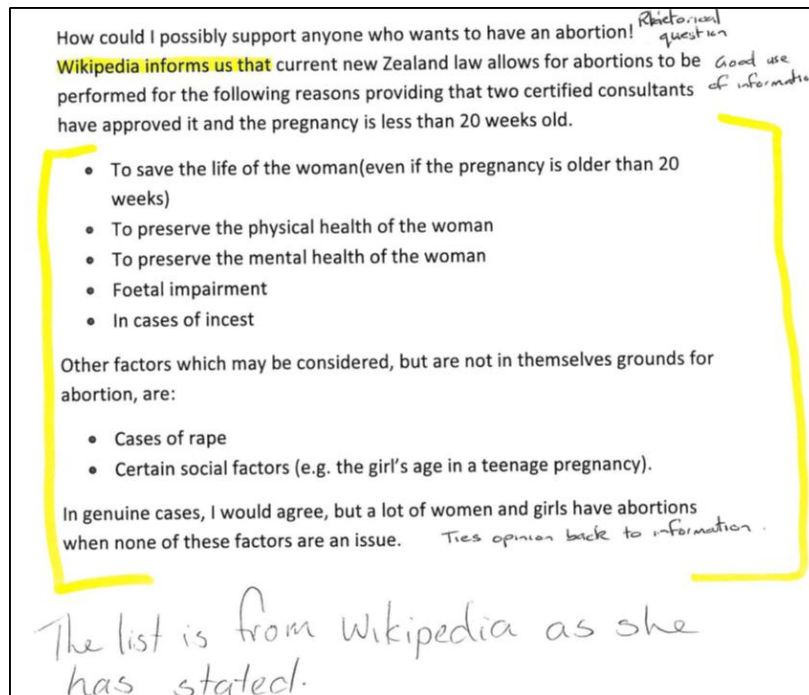 How could I possibly support anyone who wants to have an abortion! Rhetorical question
Wikipedia informs us that current new Zealand law allows for abortions to be Good use
performed for the following reasons providing that two certified consultants of informatio
have approved it and the pregnancy is less than 20 weeks old.
• To save the life of the woman(even if the pregnancy is older than 20
weeks)
• To preserve the physical health of the woman
• To preserve the mental health of the woman
• Foetal impairment
• In cases of incest
Other factors which may be considered, but are not in themselves grounds for
abortion, are:
• Cases of rape
• Certain social factors (e.g. the girl's age in a teenage pregnancy).
In genuine cases, I would agree, but a lot of women and girls have abortions
when none of these factors are an issue. Ties opinion back to information.
The list is from Wikipedia as she
has stated.